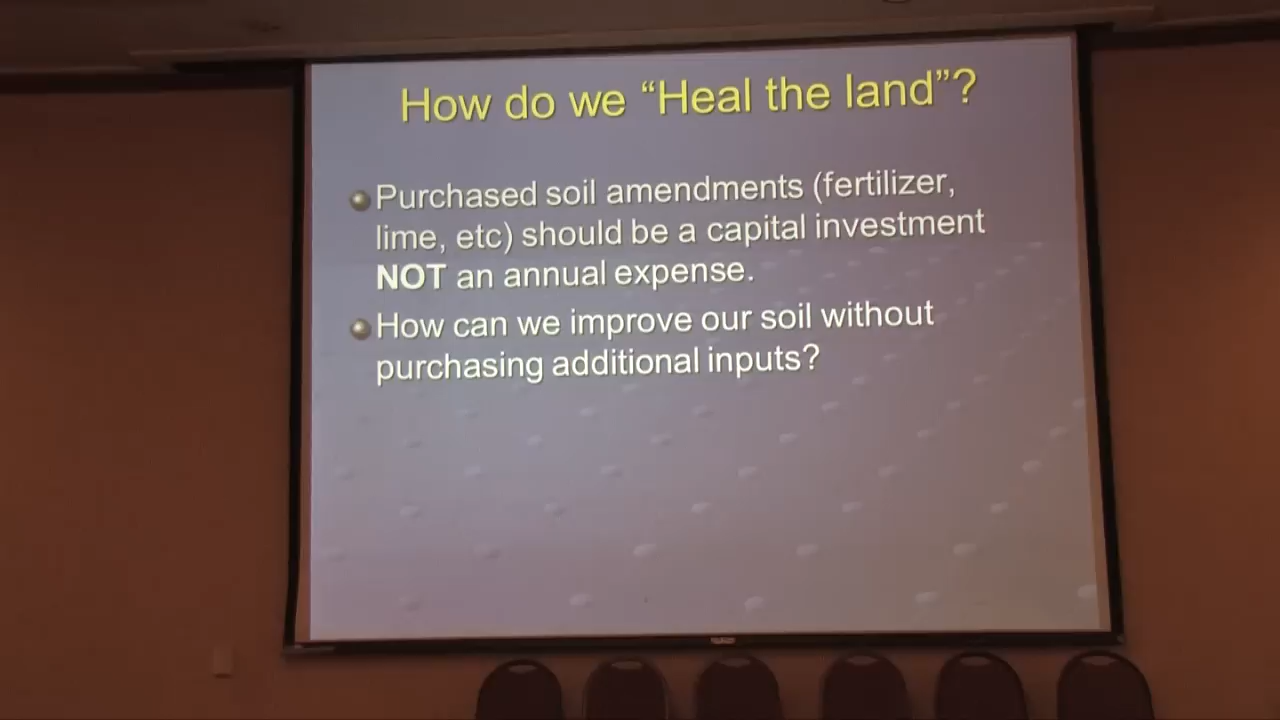 How do we “Heal the land”?
Purchased soil amendments (fertilizer,
lime, etc) should be a capital investment
NOT an annual expense.
How can we improve our soil without
purchasing additional inputs?